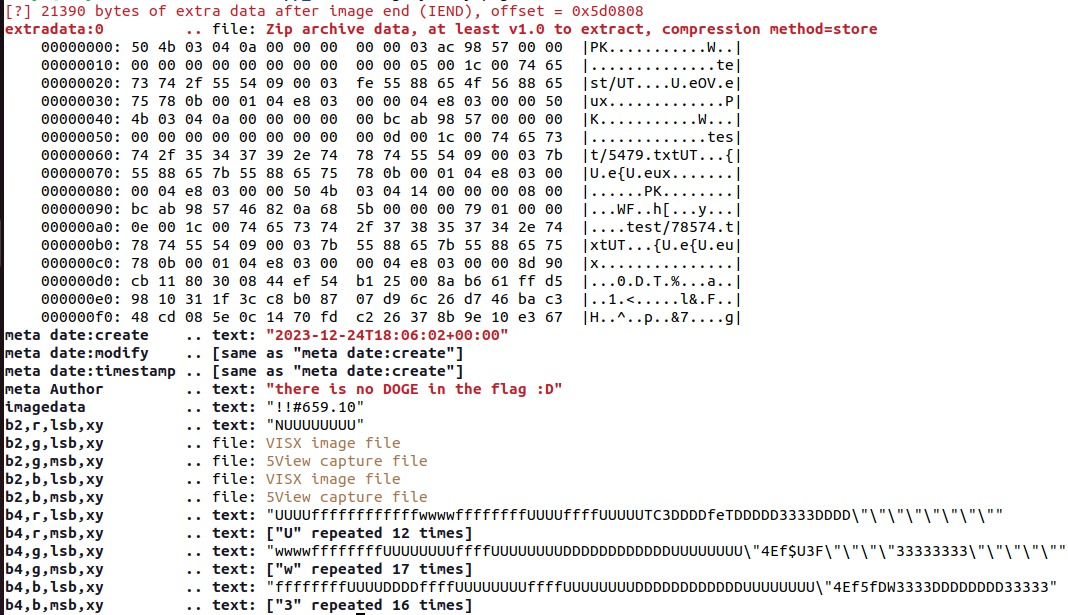 [?] 21390 bytes of extra data after image end (IEND), offset = 0x5d0808
extradata:0         .. file: Zip archive data, at least v1.0 to extract, compression method=store
    00000000: 50 4b 03 04 0a 00 00 00  00 00 03 ac 98 57 00 00  |PK...........W..|
    00000010: 00 00 00 00 00 00 00 00  00 00 05 00 1c 00 74 65  |..............te|
    00000020: 73 74 2f 55 54 09 00 03  fe 55 88 65 4f 56 88 65  |st/UT....U.eOV.e|
    00000030: 75 78 0b 00 01 04 e8 03  00 00 04 e8 03 00 00 50  |ux.............P|
    00000040: 4b 03 04 0a 00 00 00 00  00 bc ab 98 57 00 00 00  |K...........W...|
    00000050: 00 00 00 00 00 00 00 00  00 0d 00 1c 00 74 65 73  |.............tes|
    00000060: 74 2f 35 34 37 39 2e 74  78 74 55 54 09 00 03 7b  |t/5479.txtUT...{|
    00000070: 55 88 65 7b 55 88 65 75  78 0b 00 01 04 e8 03 00  |U.e{U.eux.......|
    00000080: 00 04 e8 03 00 00 50 4b  03 04 14 00 00 00 08 00  |......PK........|
    00000090: bc ab 98 57 46 82 0a 68  5b 00 00 00 79 01 00 00  |...WF..h[...y...|
    000000a0: 0e 00 1c 00 74 65 73 74  2f 37 38 35 37 34 2e 74  |....test/78574.t|
    000000b0: 78 74 55 54 09 00 03 7b  55 88 65 7b 55 88 65 75  |xtUT...{U.e{U.eu|
    000000c0: 78 0b 00 01 04 e8 03 00  00 04 e8 03 00 00 8d 90  |x...............|
    000000d0: cb 11 80 30 08 44 ef 54  b1 25 00 8a b6 61 ff d5  |...0.D.T.%...a..|
    000000e0: 98 10 31 1f 3c c8 b0 87  07 d9 6c 26 d7 46 ba c3  |..1.<.....l&.F..|
    000000f0: 48 cd 08 5e 0c 14 70 fd  c2 26 37 8b 9e 10 e3 67  |H..^..p..&7....g|
meta date:create    .. text: "2023-12-24T18:06:02+00:00"
meta date:modify    .. [same as "meta date:create"]
meta date:timestamp .. [same as "meta date:create"]
meta Author         .. text: "there is no DOGE in the flag :D"
imagedata           .. text: "!!#659.10"
b2,r,lsb,xy         .. text: "NUUUUUUUU"
b2,g,lsb,xy         .. file: VISX image file
b2,g,msb,xy         .. file: 5View capture file
b2,b,lsb,xy         .. file: VISX image file
b2,b,msb,xy         .. file: 5View capture file
b4,r,lsb,xy         .. text: "UUUUffffffffffffwwwwffffffffUUUUffffUUUUUTC3DDDDfeTDDDDD3333DDDD\"\"\"\"\"\"\"\""
b4,r,msb,xy         .. ["U" repeated 12 times]
b4,g,lsb,xy         .. text: "wwwwffffffffUUUUUUUUffffUUUUUUUUDDDDDDDDDDDDUUUUUUUU\"4Ef$U3F\"\"\"\"33333333\"\"\"\""
b4,g,msb,xy         .. ["w" repeated 17 times]
b4,b,lsb,xy         .. text: "ffffffffUUUUDDDDffffUUUUUUUUffffUUUUUUUUDDDDDDDDDDDDUUUUUUUU\"4Ef5fDW3333DDDDDDDD33333"
b4,b,msb,xy         .. ["3" repeated 16 times]